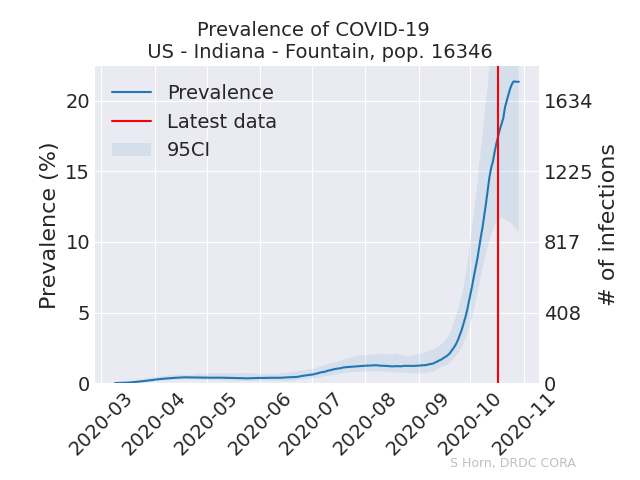 Prevalence of COVID-19
US - Indiana - Fountain, pop. 16346
Prevalence
Latest data
95CI
Prevalence (%)
20
15
10
5
0
# of infections
1634
1225
817
408
0
2020-03
2020-04
2020-05
2020-06
2020-07
2020-08
2020-09
2020-10
2020-11
S Horn, DRDC CORA